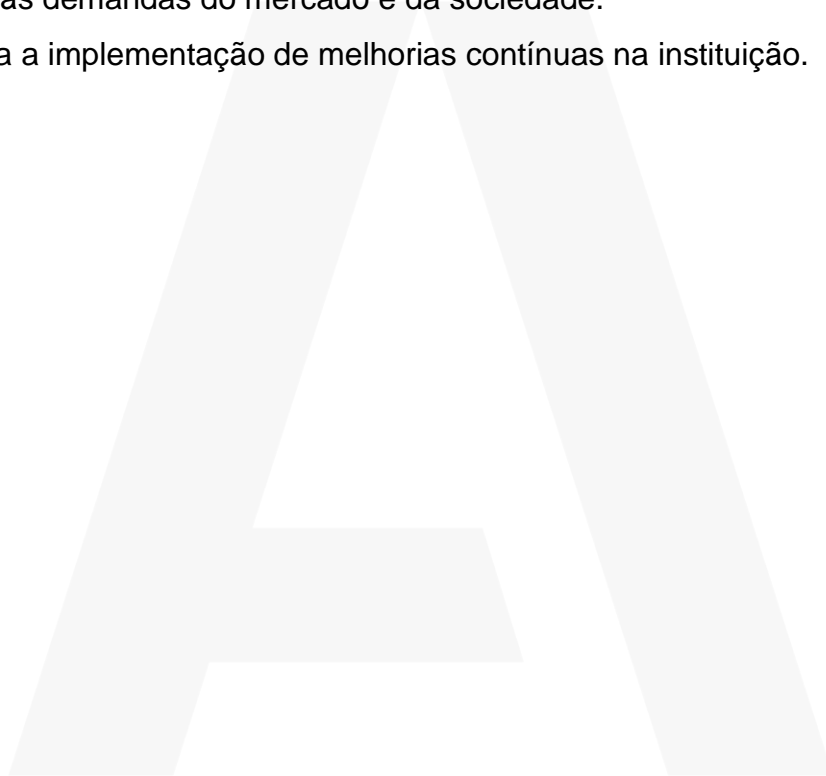 as demandas do mercado e da sociedade.
a a implementação de melhorias contínuas na instituição.